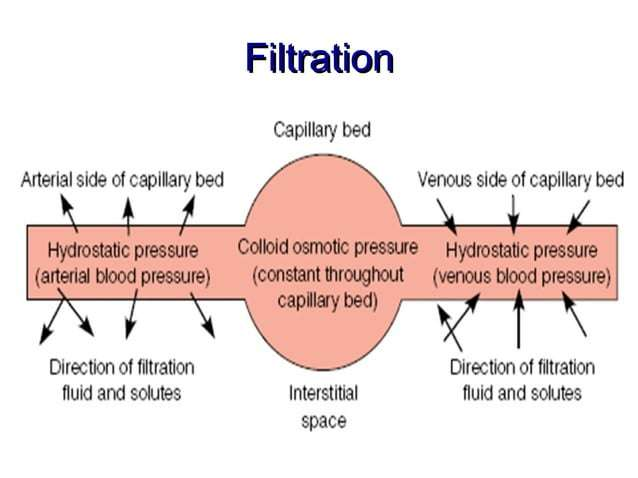 Filtration
Capillary bed
Arterial side of capillary bed
Venous side of capillary bed
Hydrostatic pressure
(arterial blood pressure)
Colloid osmotic pressure
(constant throughout
capillary bed)
Hydrostatic pressure
(venous blood pressure)
Direction of filtration
fluid and solutes
Interstitial
space
Direction of filtration
fluid and solutes